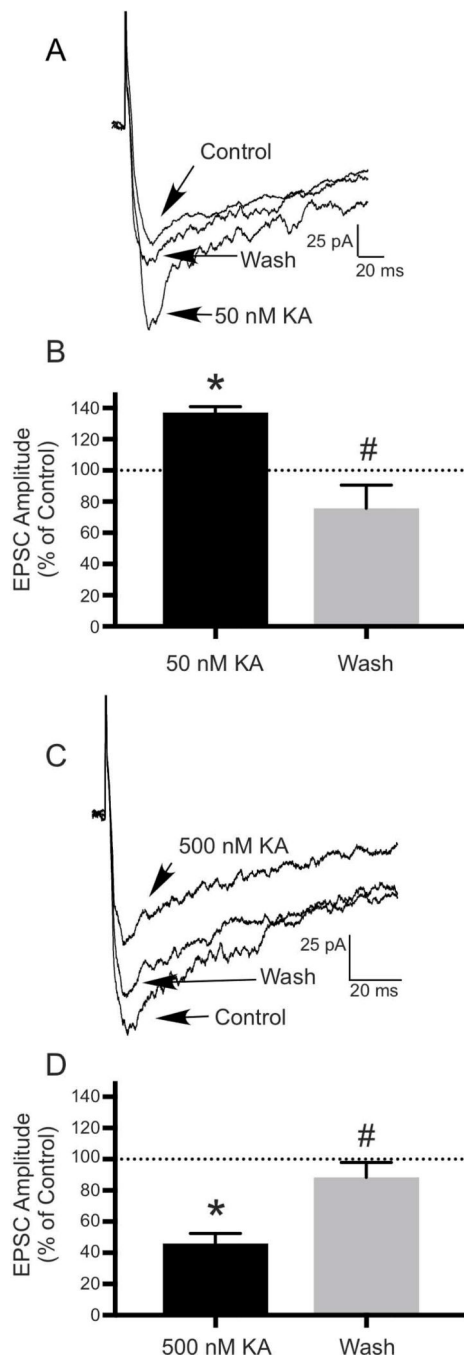 A
Control
Wash
50 nM KA
25 pA
20 ms
B
EPSC Amplitude
(% of Control)
140
120
100
80
60
40
20
0
*
#
50 nM KA
Wash
C
500 nM KA
Wash
Control
25 pA
20 ms
D
EPSC Amplitude
(% of Control)
140
120
100
80
60
40
20
0
*
#
500 nM KA
Wash